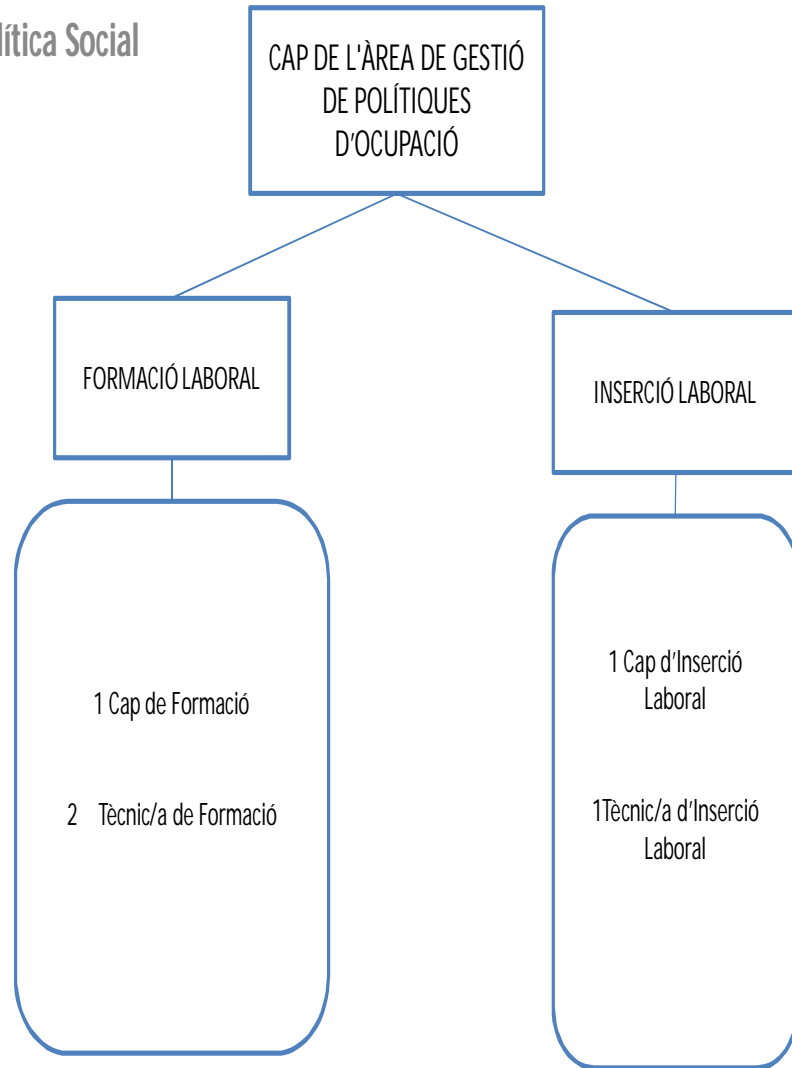 lítica Social
CAP DE L'ÀREA DE GESTIÓ
DE POLÍTIQUES
D'OCUPACIÓ
FORMACIÓ LABORAL
INSERCIÓ LABORAL
1 Cap de Formació
2 Tècnic/a de Formació
1 Cap d'Inserció
Laboral
1Tècnic/a d'Inserció
Laboral